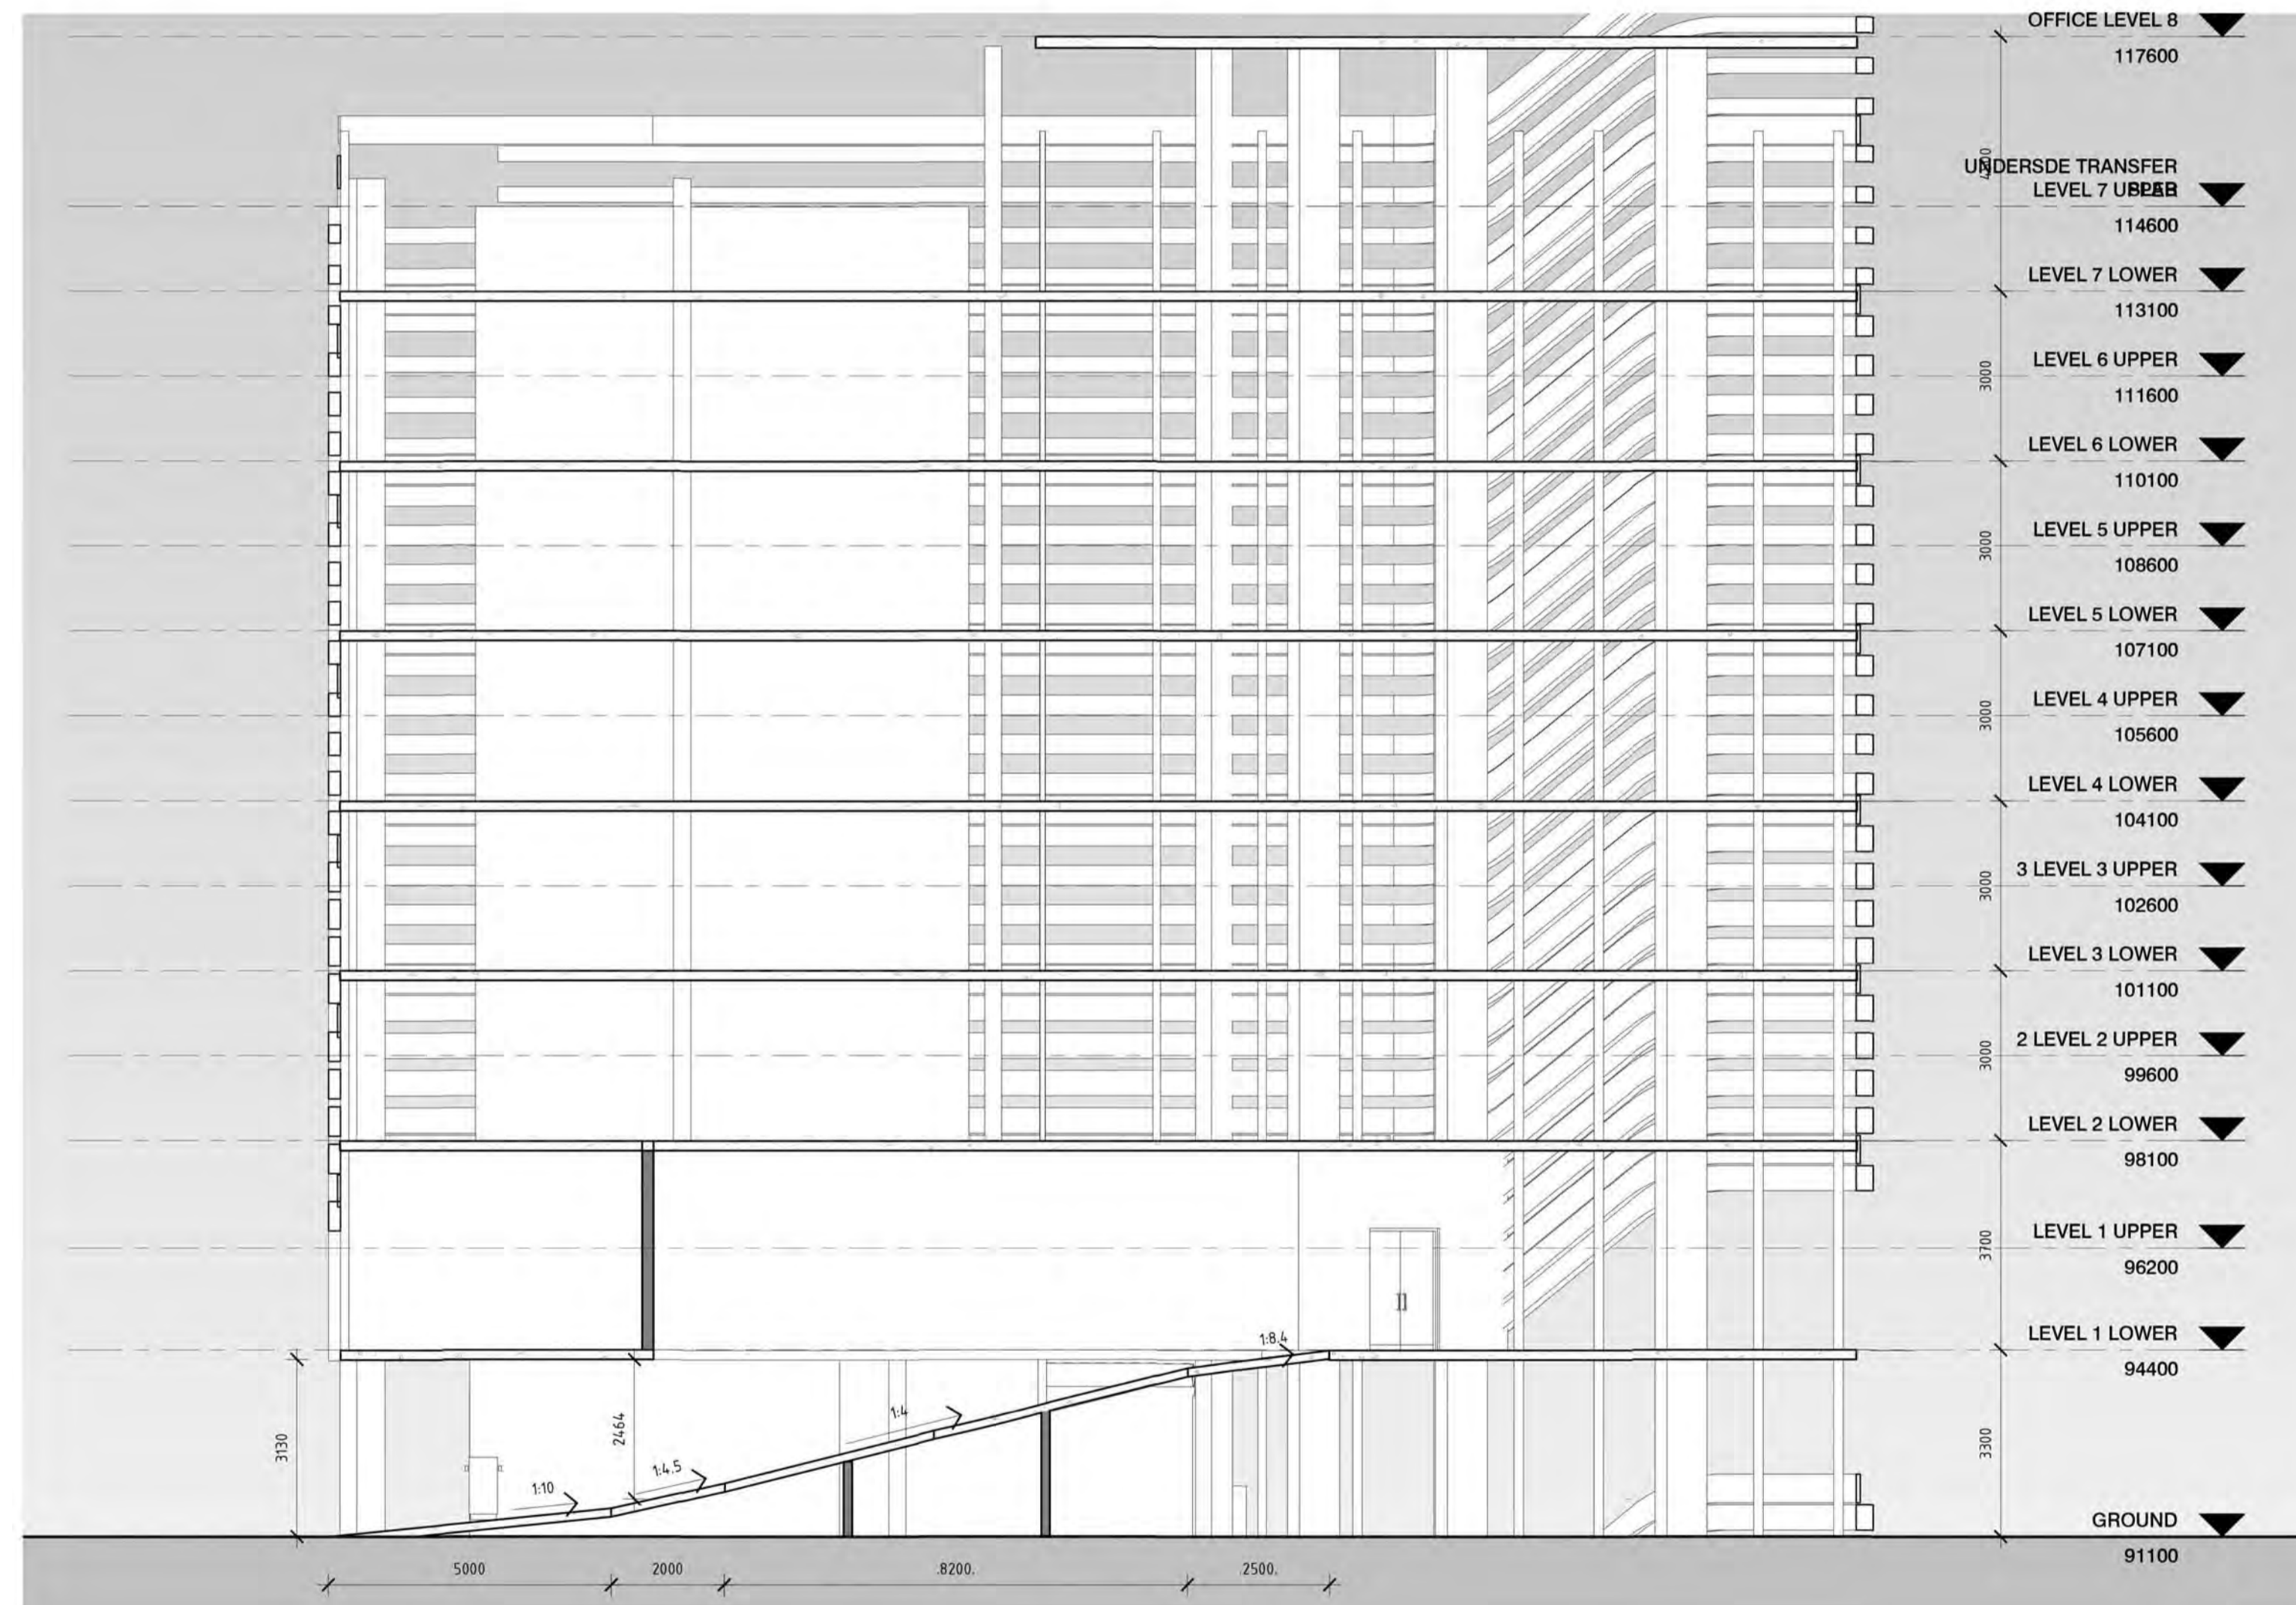 OFFICE LEVEL 8
117600
UNDERSDE TRANSFER
LEVEL 7 UPPER
114600
LEVEL 7 LOWER
113100
LEVEL 6 UPPER
3000
111600
LEVEL 6 LOWER
110100
LEVEL 5 UPPER
3000
108600
LEVEL 5 LOWER
107100
LEVEL 4 UPPER
3000
105600
LEVEL 4 LOWER
104100
3 LEVEL 3 UPPER
3000
102600
LEVEL 3 LOWER
101100
2 LEVEL 2 UPPER
3000
99600
LEVEL 2 LOWER
98100
LEVEL 1 UPPER
3700
96200
LEVEL 1 LOWER
94400
1:8.4
1:4
2464
3130
1:4.5
1:10
3300
GROUND
91100
5000
2000
.8200.
2500.